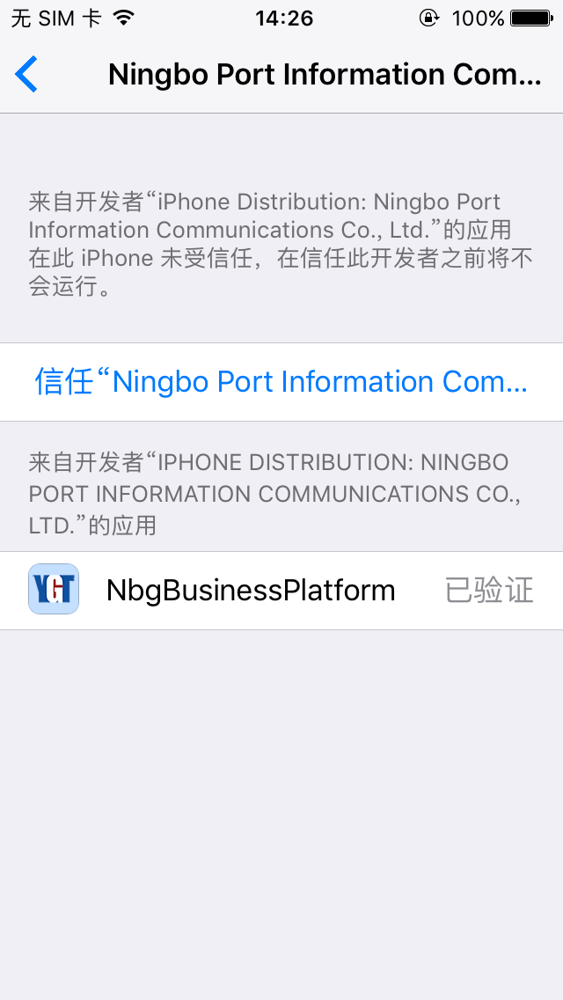 无 SIM 卡 14:26 100%
Ningbo Port Information Com...
来自开发者“iPhone Distribution: Ningbo Port
Information Communications Co., Ltd.”的应用
在此 iPhone 未受信任，在信任此开发者之前将不
会运行。
信任“Ningbo Port Information Com...
来自开发者“IPHONE DISTRIBUTION: NINGBO
PORT INFORMATION COMMUNICATIONS CO.,
LTD.”的应用
YGT NbgBusinessPlatform 已验证